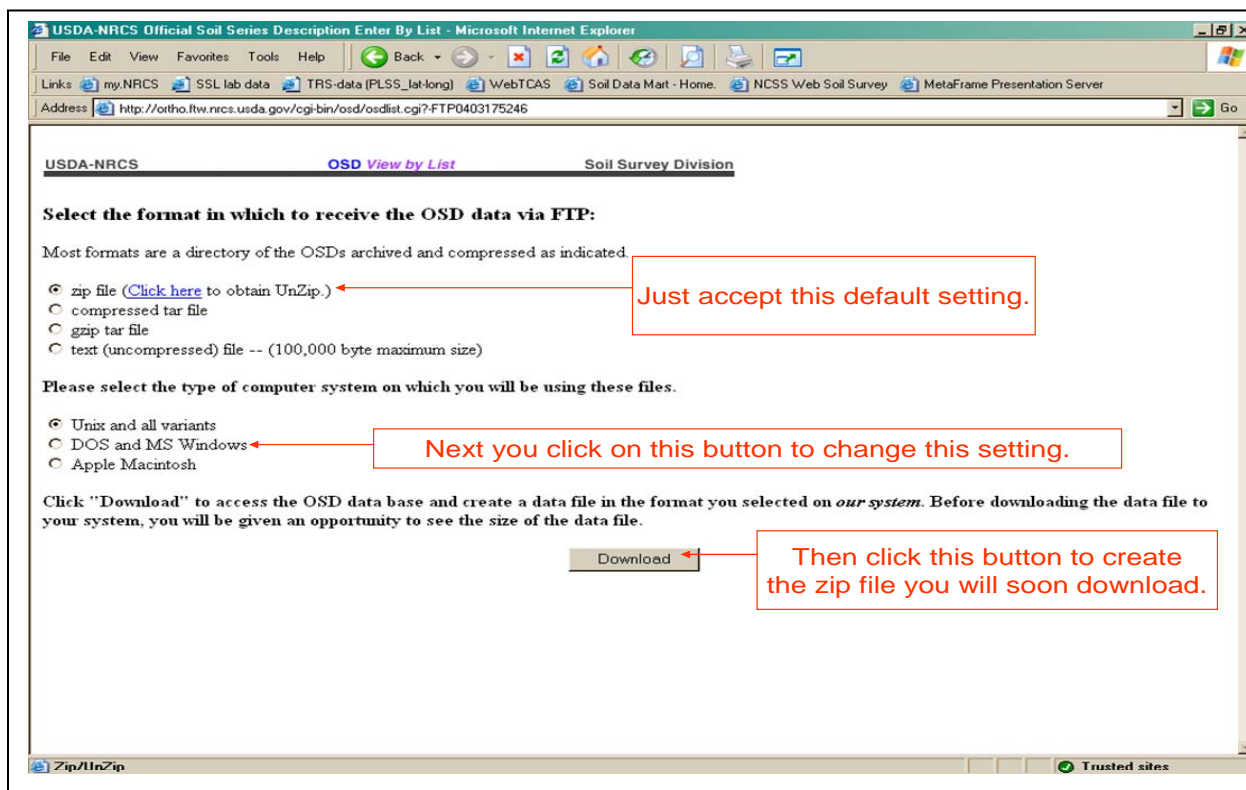 USDA-NRCS Official Soil Series Description Enter By List - Microsoft Internet Explorer
File Edit View Favorites Tools Help Back
Links my.NRCS SSL lab data TRS-data (PLSS_lat-long) WebTCAS Soil Data Mart - Home. NCSS Web Soil Survey MetaFrame Presentation Server
Address http://ortho.ftw.nrcs.usda.gov/cgi-bin/osd/osdlist.cgi?-FTP0403175246 Go
USDA-NRCS OSD View by List Soil Survey Division
Select the format in which to receive the OSD data via FTP:
Most formats are a directory of the OSDs archived and compressed as indicated.
zip file (Click here to obtain UnZip.)
Just accept this default setting.
compressed tar file
gzip tar file
text (uncompressed) file -- (100,000 byte maximum size)
Please select the type of computer system on which you will be using these files.
Unix and all variants
DOS and MS Windows
Next you click on this button to change this setting.
Apple Macintosh
Click "Download" to access the OSD data base and create a data file in the format you selected on our system. Before downloading the data file to
your system, you will be given an opportunity to see the size of the data file.
Download
Then click this button to create
the zip file you will soon download.
Zip/UnZip Trusted sites